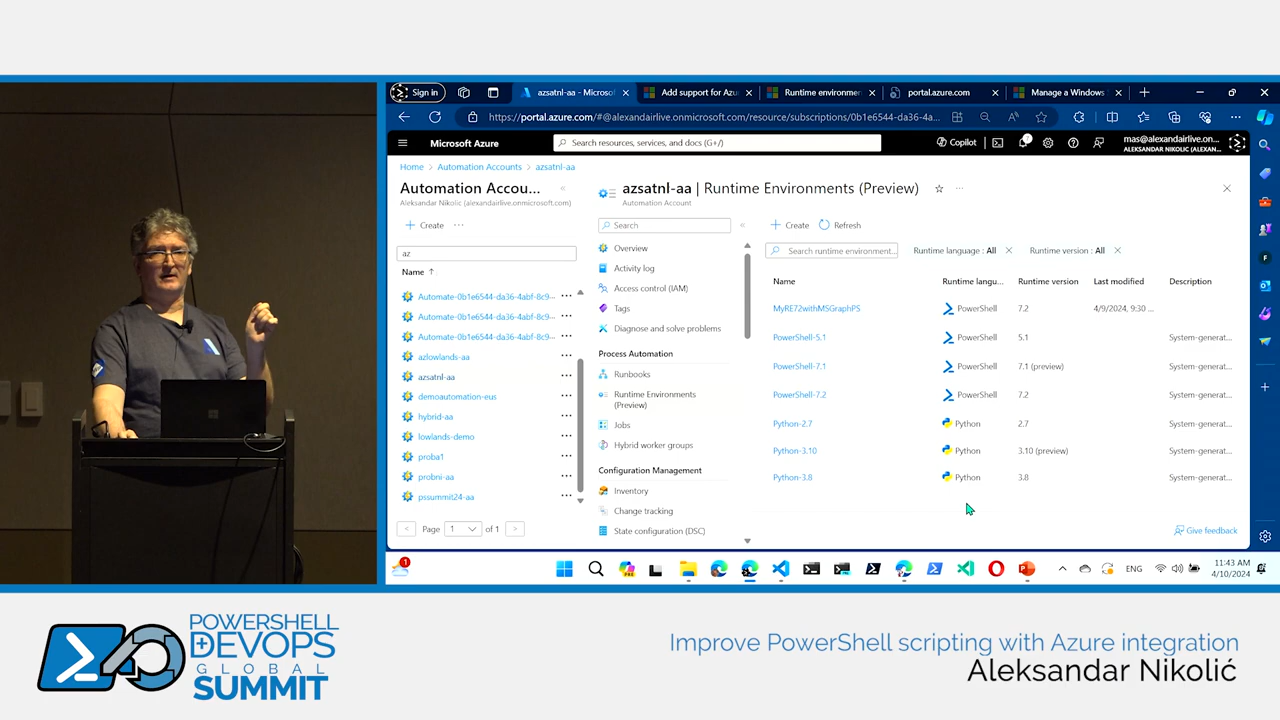 Sign in
azsatnl-aa - Microso
Add support for Azu
Runtime environmen
portal.azure.com
Manage a Windows
https://portal.azure.com/#@alexandairlive.onmicrosoft.com/resource/subscriptions/0b1e6544-da36-4a...
Microsoft Azure
Search resources, services, and docs (G+/)
Copilot
1
mas@alexandairlive.on...
ALEKSANDAR NIKOLIC (ALEXAN...
Home > Automation Accounts > azsatnl-aa
Automation Accou...
Aleksandar Nikolic (alexandairlive.onmicrosoft.com)
+ Create ...
az
Name ↑
Automate-0b1e6544-da36-4abf-8c9-...
Automate-0b1e6544-da36-4abf-8c9-...
Automate-0b1e6544-da36-4abf-8c9-...
azlowlands-aa
azsatnl-aa
demoautomation-eus
hybrid-aa
lowlands-demo
proba1
probni-aa
pssummit24-aa
< Page 1 of 1 >
azsatnl-aa | Runtime Environments (Preview)
Automation Account
Search
Overview
Activity log
Access control (IAM)
Tags
Diagnose and solve problems
Process Automation
Runbooks
Runtime Environments
(Preview)
Jobs
Hybrid worker groups
Configuration Management
Inventory
Change tracking
State configuration (DSC)
+ Create Refresh
Search runtime environment...
Runtime language : All
Runtime version : All
Name Runtime langu... Runtime version Last modified Description
MyRE72withMSGraphPS PowerShell 7.2 4/9/2024, 9:30 ...
PowerShell-5.1 PowerShell 5.1 System-generat...
PowerShell-7.1 PowerShell 7.1 (preview) System-generat...
PowerShell-7.2 PowerShell 7.2 System-generat...
Python-2.7 Python 2.7 System-generat...
Python-3.10 Python 3.10 (preview) System-generat...
Python-3.8 Python 3.8 System-generat...
Give feedback
1
ENG
11:43 AM
4/10/2024
POWERSHELL
DEVOPS
GLOBAL
SUMMIT
Improve PowerShell scripting with Azure integration
Aleksandar Nikolić